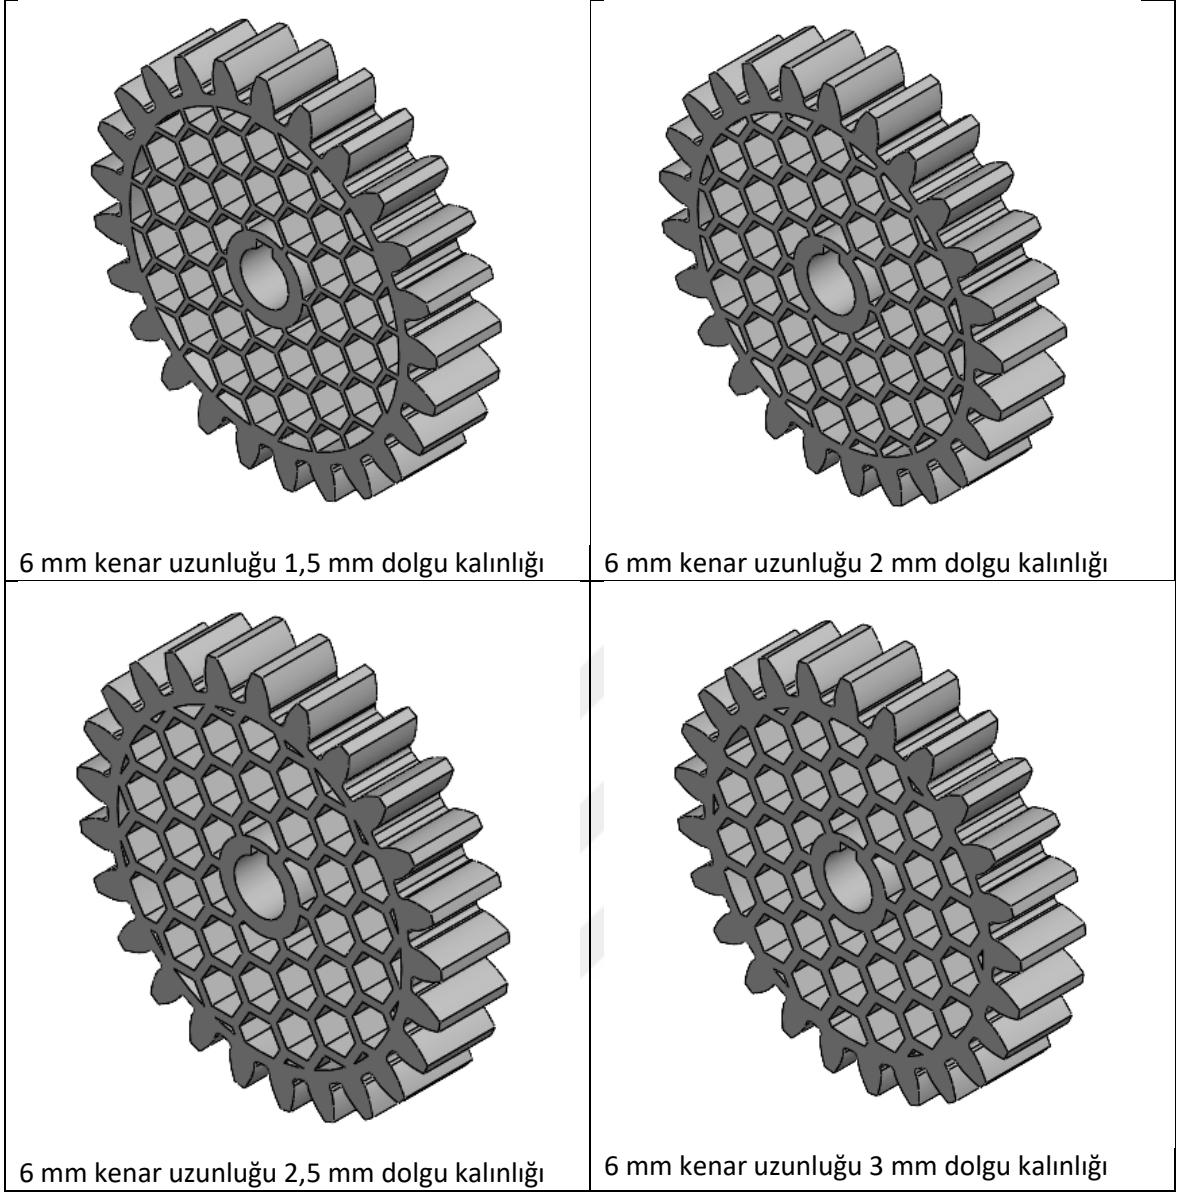 6 mm kenar uzunluğu 1,5 mm dolgu kalınlığı
6 mm kenar uzunluğu 2 mm dolgu kalınlığı
6 mm kenar uzunluğu 2,5 mm dolgu kalınlığı
6 mm kenar uzunluğu 3 mm dolgu kalınlığı